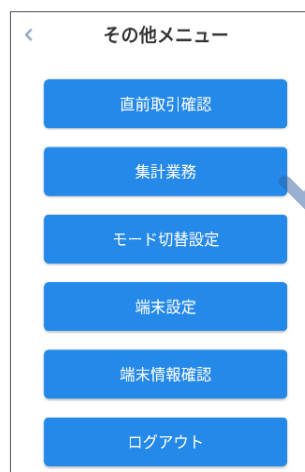 その他メニュー
直前取引確認
集計業務
モード切替設定
端末設定
端末情報確認
ログアウト